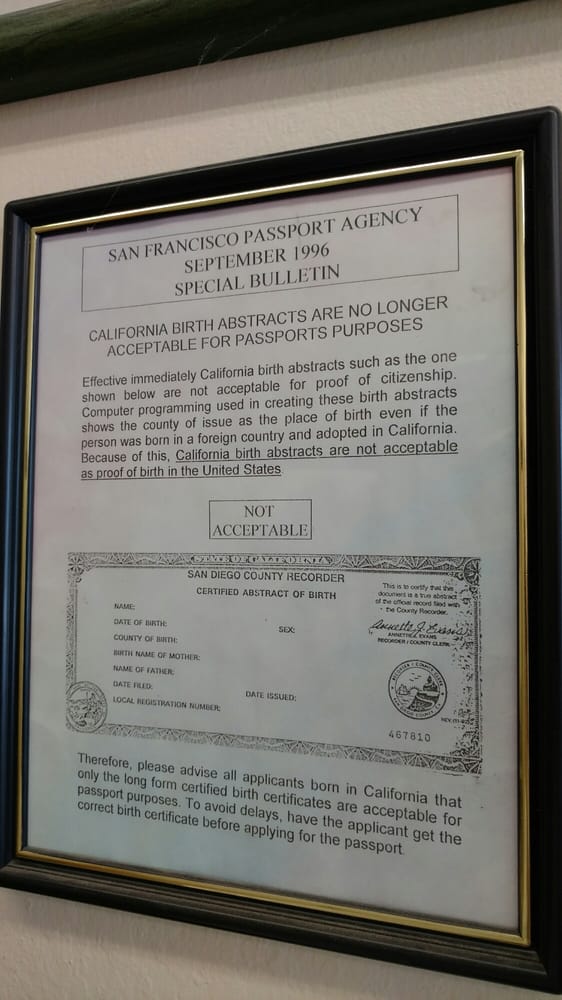 SAN FRANCISCO PASSPORT AGENCY
SEPTEMBER 1996
SPECIAL BULLETIN
CALIFORNIA BIRTH ABSTRACTS ARE NO LONGER
ACCEPTABLE FOR PASSPORTS PURPOSES
Effective immediately California birth abstracts such as the one
shown below are not acceptable for proof of citizenship.
Computer programming used in creating these birth abstracts
shows the county of issue as the place of birth even if the
person was born in a foreign country and adopted in California.
Because of this, California birth abstracts are not acceptable
as proof of birth in the United States.
NOT
ACCEPTABLE
STATE OF CALIFORNIA
SAN DIEGO COUNTY RECORDER
CERTIFIED ABSTRACT OF BIRTH
This is to certify that this
document is a true abstract
of the official record filed with
the County Recorder.
Annette J. Evans
ANNETTE J. EVANS
RECORDER / COUNTY CLERK
NAME:
DATE OF BIRTH:
SEX:
COUNTY OF BIRTH:
BIRTH NAME OF MOTHER:
NAME OF FATHER:
DATE FILED:
DATE ISSUED:
LOCAL REGISTRATION NUMBER:
467810
Therefore, please advise all applicants born in California that
only the long form certified birth certificates are acceptable for
passport purposes. To avoid delays, have the applicant get the
correct birth certificate before applying for the passport.